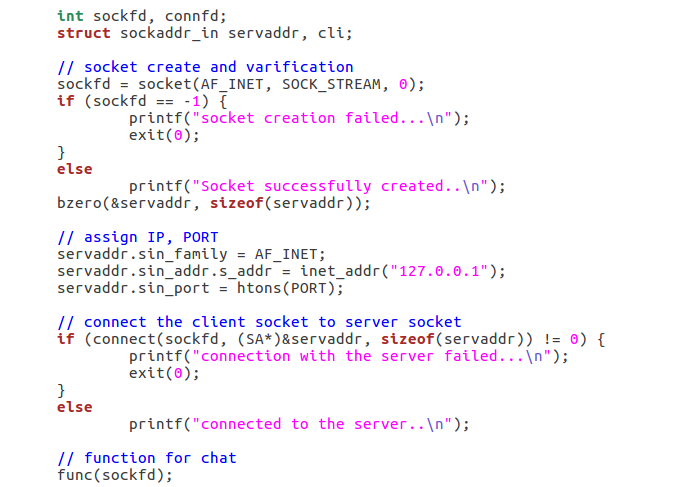 int sockfd, connfd;
struct sockaddr_in servaddr, cli;

// socket create and varification
sockfd = socket(AF_INET, SOCK_STREAM, 0);
if (sockfd == -1) {
        printf("socket creation failed...\n");
        exit(0);
}
else
        printf("Socket successfully created..\n");
bzero(&servaddr, sizeof(servaddr));

// assign IP, PORT
servaddr.sin_family = AF_INET;
servaddr.sin_addr.s_addr = inet_addr("127.0.0.1");
servaddr.sin_port = htons(PORT);

// connect the client socket to server socket
if (connect(sockfd, (SA*)&servaddr, sizeof(servaddr)) != 0) {
        printf("connection with the server failed...\n");
        exit(0);
}
else
        printf("connected to the server..\n");

// function for chat
func(sockfd);